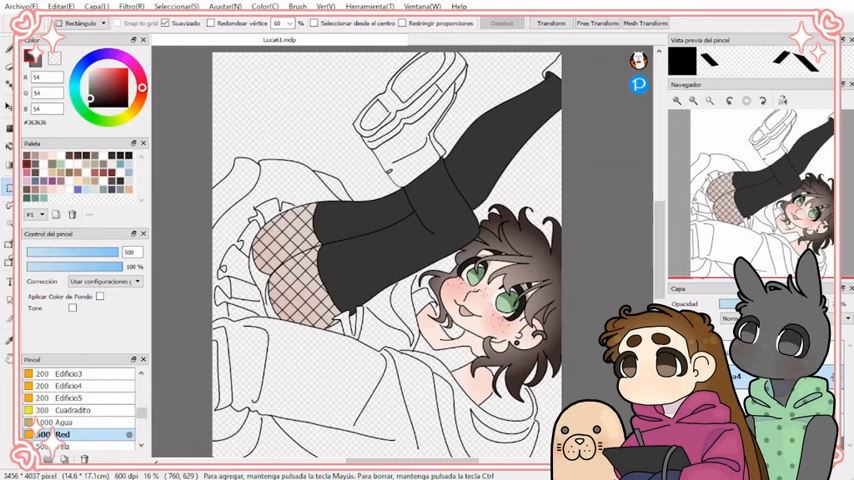 Archivo(F) Editar(E) Capa(L) Filtro(R) Seleccionar(S) Ajustar(N) Color(C) Brush Ver(V) Herramienta(T) Ventana(W) Help
Rectángulo Snap to grid Suavizado Redondear vértice 60 % Seleccionar desde el centro Restringir proporciones Deselect Transform Free Transform Mesh Transform
Color
Luca61.mdp
Vista previa del pincel
R 54
G 54
B 54
#363636
Navegador
Paleta
#1
Control del pincel
500
100 %
Corrección Usar configuraciones g
Aplicar Color de Fondo
Tone
Capa
Opacidad
Pincel
200 Edificio3
200 Edificio4
200 Edificio5
300 Cuadradito
Agua
500 Red
3456 * 4037 pixel (14.6 * 17.1cm) 600 dpi 16 % ( 760, 629) Para agregar, mantenga pulsada la tecla Mayús. Para borrar, mantenga pulsada la tecla Ctrl